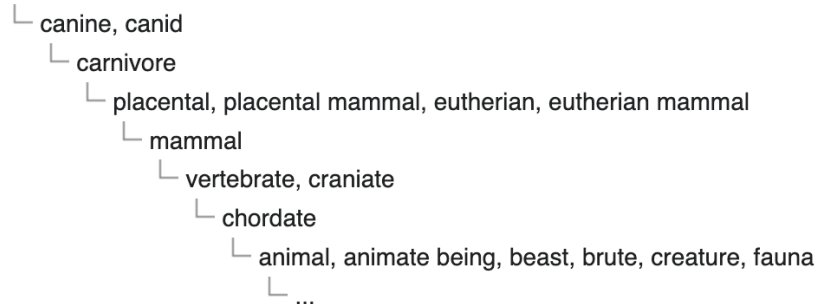 canine, canid
carnivore
placental, placental mammal, eutherian, eutherian mammal
mammal
vertebrate, craniate
chordate
animal, animate being, beast, brute, creature, fauna
...